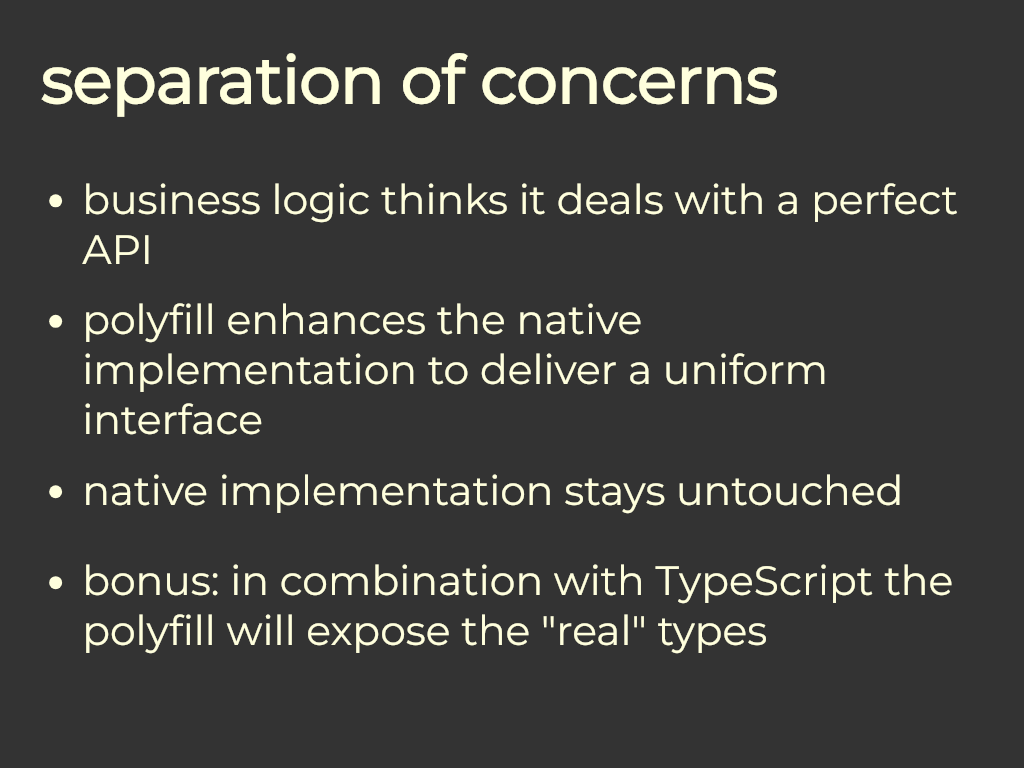 separation of concerns
• business logic thinks it deals with a perfect
API
• polyfill enhances the native
implementation to deliver a uniform
interface
• native implementation stays untouched
• bonus: in combination with TypeScript the
polyfill will expose the "real" types